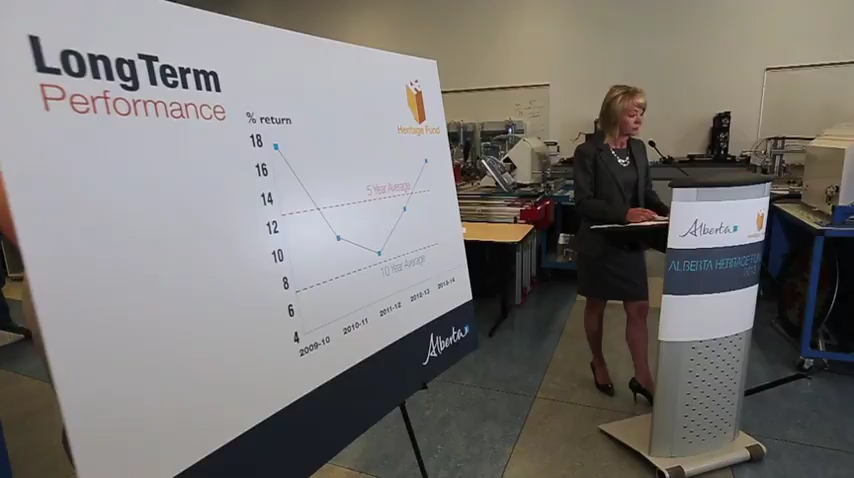 LongTerm
Performance
% return
Heritage Fund
18
16
14
12
10
8
6
4
5 Year Average
10 Year Average
2009-10
2010-11
2011-12
2012-13
2013-14
Alberta
Alberta
ALBERTA HERITAGE FUND